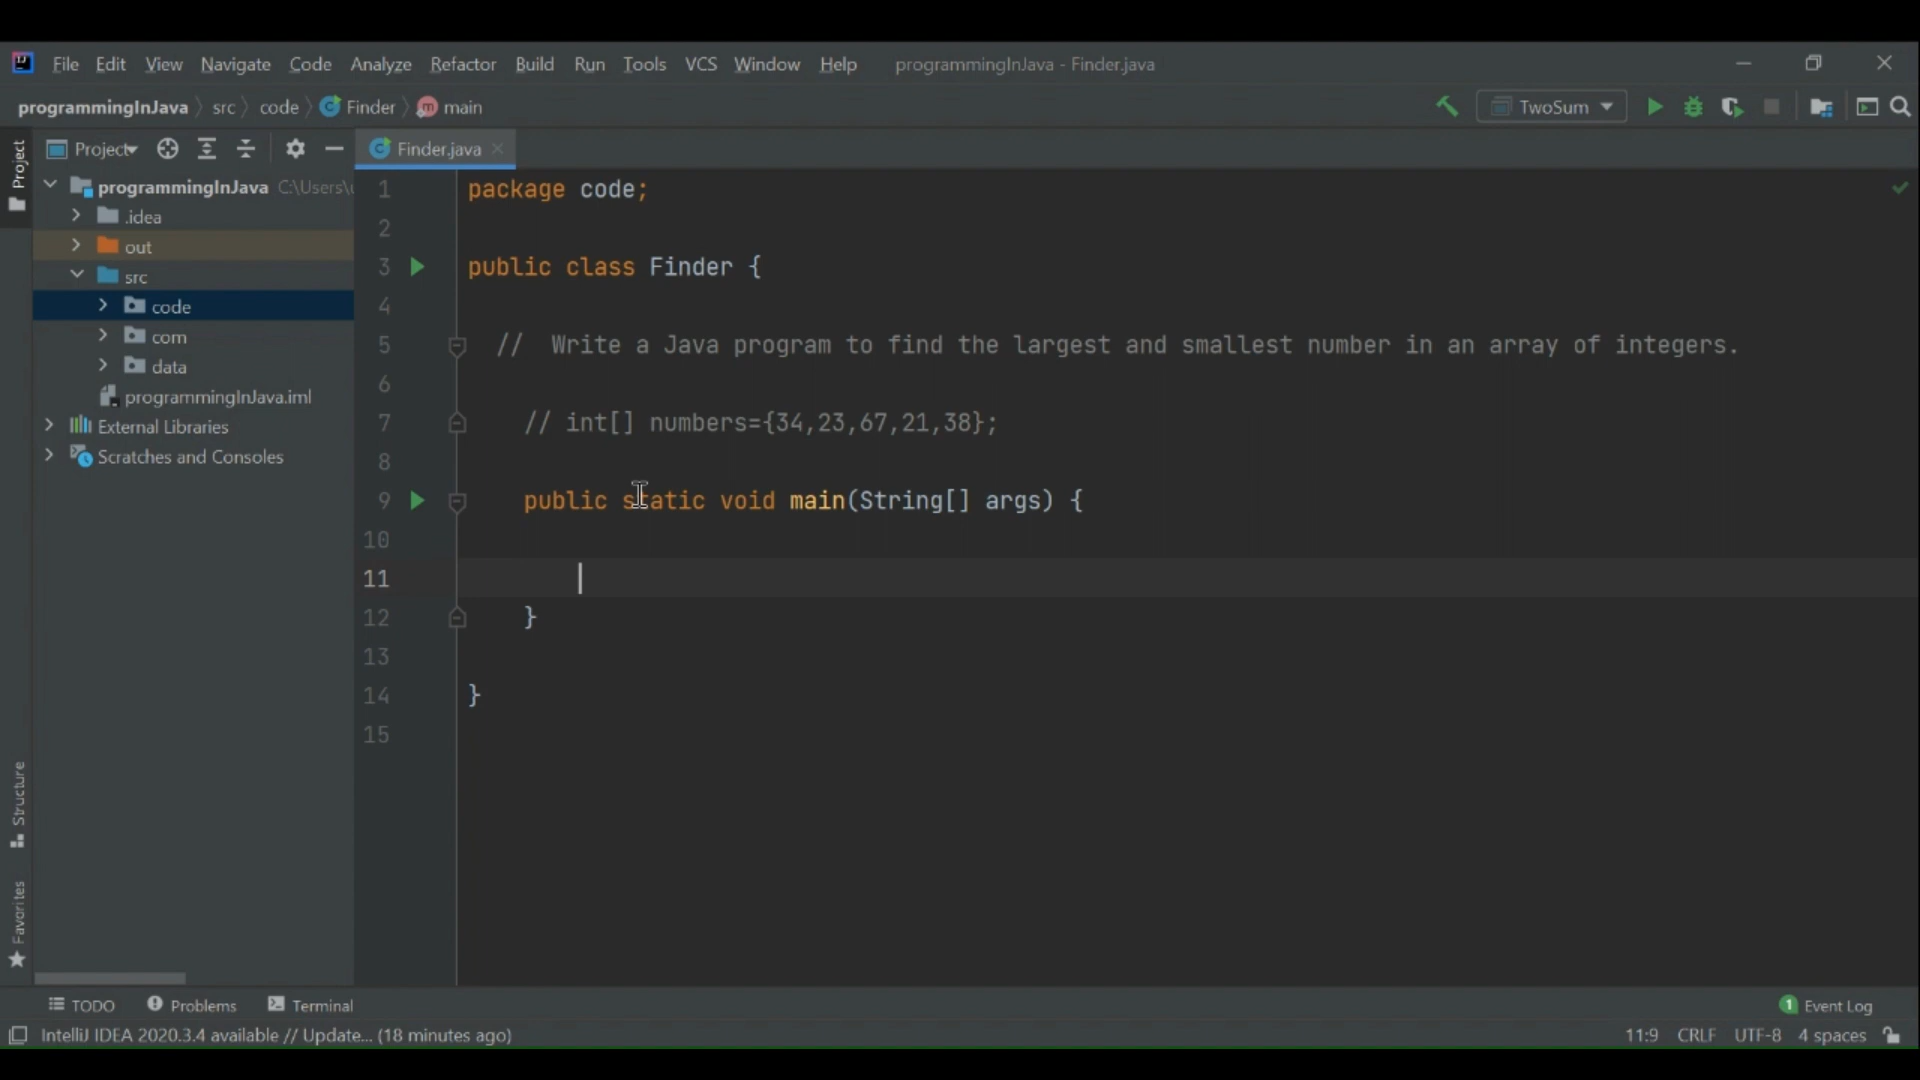 File Edit View Navigate Code Analyze Refactor Build Run Tools VCS Window Help programmingInJava - Finder.java
programmingInJava src code Finder main TwoSum
Project Project Finder.java
programmingInJava C:\Users\
.idea
out
src
code
com
data
programmingInJava.iml
External Libraries
Scratches and Consoles
1 package code;
2
3 public class Finder {
4
5 // Write a Java program to find the largest and smallest number in an array of integers.
6
7 // int[] numbers={34,23,67,21,38};
8
9 public static void main(String[] args) {
10
11
12 }
13
14 }
15
Structure
Favorites
TODO Problems Terminal 1 Event Log
IntelliJ IDEA 2020.3.4 available // Update... (18 minutes ago) 11:9 CRLF UTF-8 4 spaces